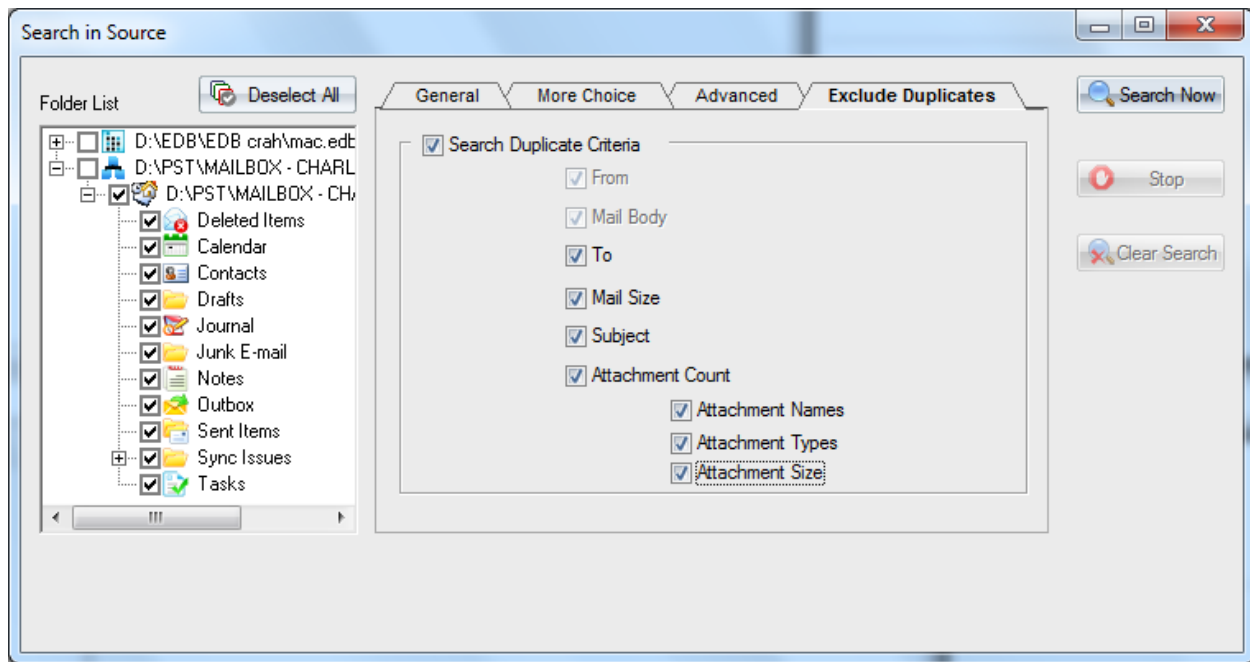 Search in Source
Folder List
Deselect All
D:\EDB\EDB crah\mac.edb
D:\PST\MAILBOX - CHARL
D:\PST\MAILBOX - CHA
Deleted Items
Calendar
Contacts
Drafts
Journal
Junk E-mail
Notes
Outbox
Sent Items
Sync Issues
Tasks
General
More Choice
Advanced
Exclude Duplicates
Search Duplicate Criteria
From
Mail Body
To
Mail Size
Subject
Attachment Count
Attachment Names
Attachment Types
Attachment Size
Search Now
Stop
Clear Search